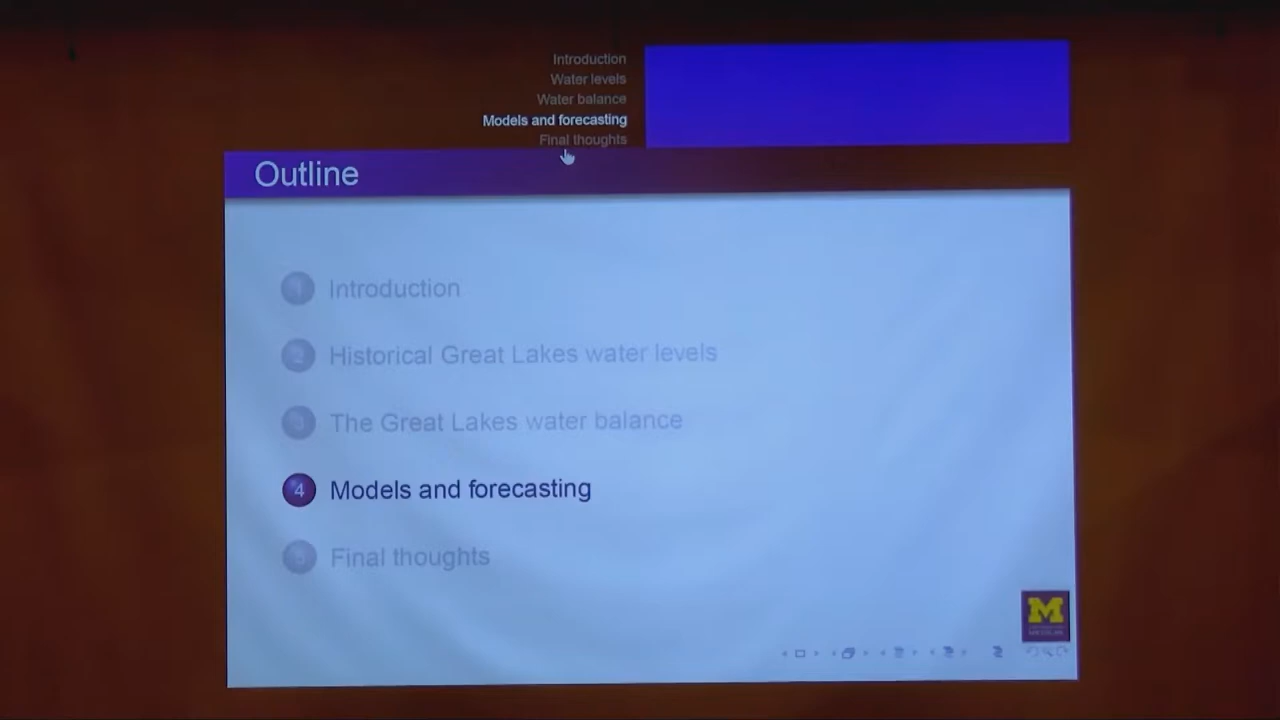 Introduction
Water levels
Water balance
Models and forecasting
Final thoughts
Outline
1 Introduction
2 Historical Great Lakes water levels
3 The Great Lakes water balance
4 Models and forecasting
5 Final thoughts
M